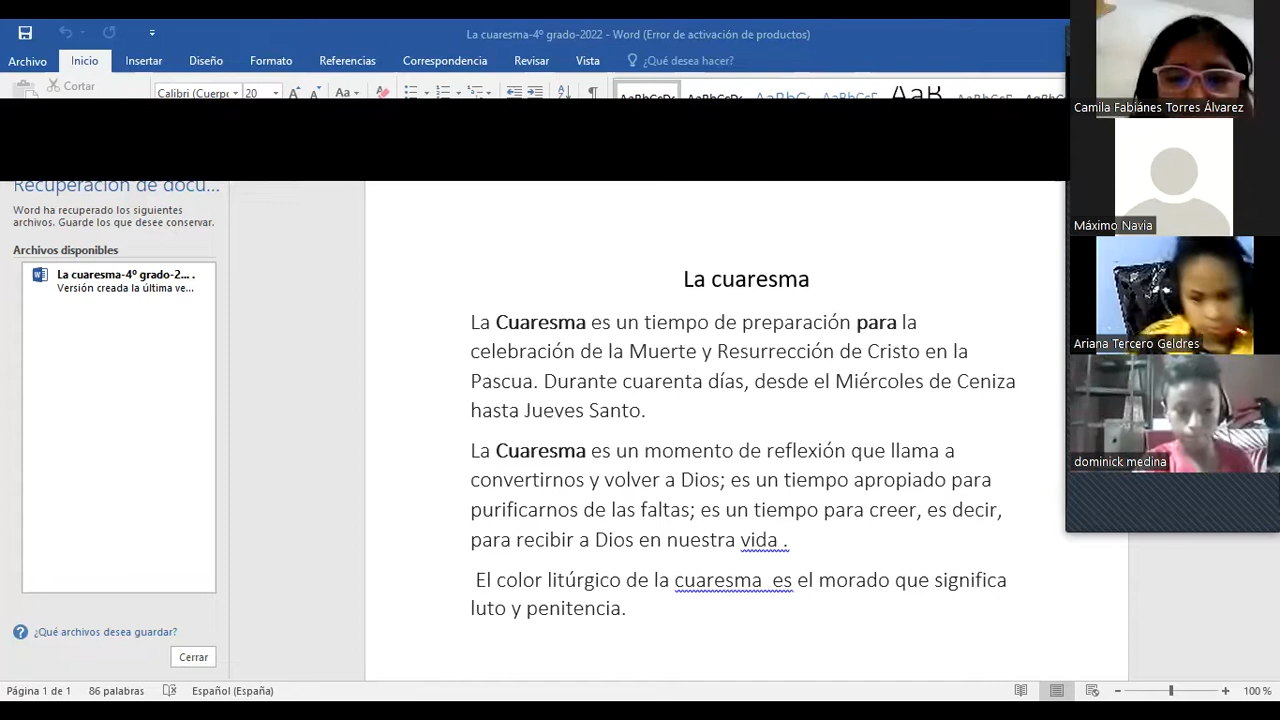 La cuaresma-4º grado-2022 - Word (Error de activación de productos)
Archivo Inicio Insertar Diseño Formato Referencias Correspondencia Revisar Vista ¿Qué desea hacer?
Cortar
Calibri (Cuerpo 20 Aa
Recuperación de docu...
Word ha recuperado los siguientes
archivos. Guarde los que desee conservar.
Archivos disponibles
La cuaresma-4º grado-2... .
Versión creada la última ve...
¿Qué archivos desea guardar?
Cerrar
La cuaresma
La Cuaresma es un tiempo de preparación para la
celebración de la Muerte y Resurrección de Cristo en la
Pascua. Durante cuarenta días, desde el Miércoles de Ceniza
hasta Jueves Santo.
La Cuaresma es un momento de reflexión que llama a
convertirnos y volver a Dios; es un tiempo apropiado para
purificarnos de las faltas; es un tiempo para creer, es decir,
para recibir a Dios en nuestra vida .
El color litúrgico de la cuaresma  es el morado que significa
luto y penitencia.
Camila Fabiánes Torres Álvarez
Máximo Navia
Ariana Tercero Geldres
dominick medina
Página 1 de 1 86 palabras Español (España) 100 %